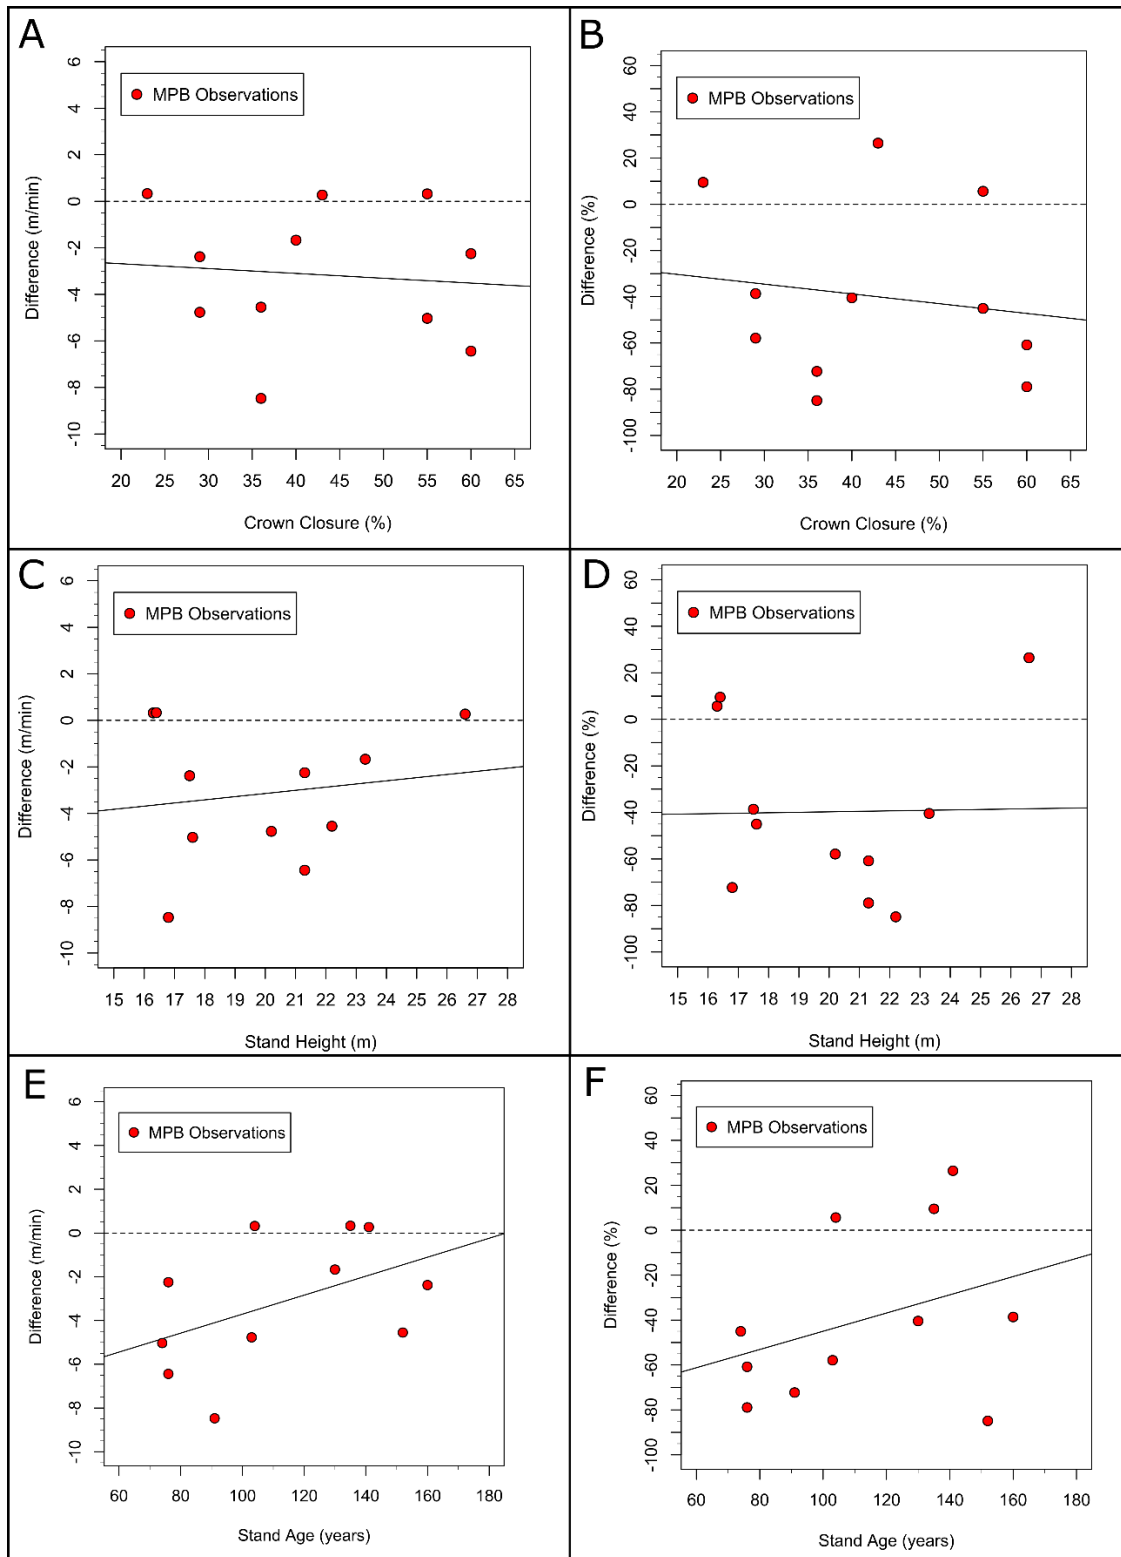 A
6
4
2
0
-2
-4
-6
-8
-10
Difference (m/min)
MPB Observations
20 25 30 35 40 45 50 55 60 65
Crown Closure (%)
B
60
40
20
0
-20
-40
-60
-80
-100
Difference (%)
MPB Observations
20 25 30 35 40 45 50 55 60 65
Crown Closure (%)
C
6
4
2
0
-2
-4
-6
-8
-10
Difference (m/min)
MPB Observations
15 16 17 18 19 20 21 22 23 24 25 26 27 28
Stand Height (m)
D
60
40
20
0
-20
-40
-60
-80
-100
Difference (%)
MPB Observations
15 16 17 18 19 20 21 22 23 24 25 26 27 28
Stand Height (m)
E
6
4
2
0
-2
-4
-6
-8
-10
Difference (m/min)
MPB Observations
60 80 100 120 140 160 180
Stand Age (years)
F
60
40
20
0
-20
-40
-60
-80
-100
Difference (%)
MPB Observations
60 80 100 120 140 160 180
Stand Age (years)